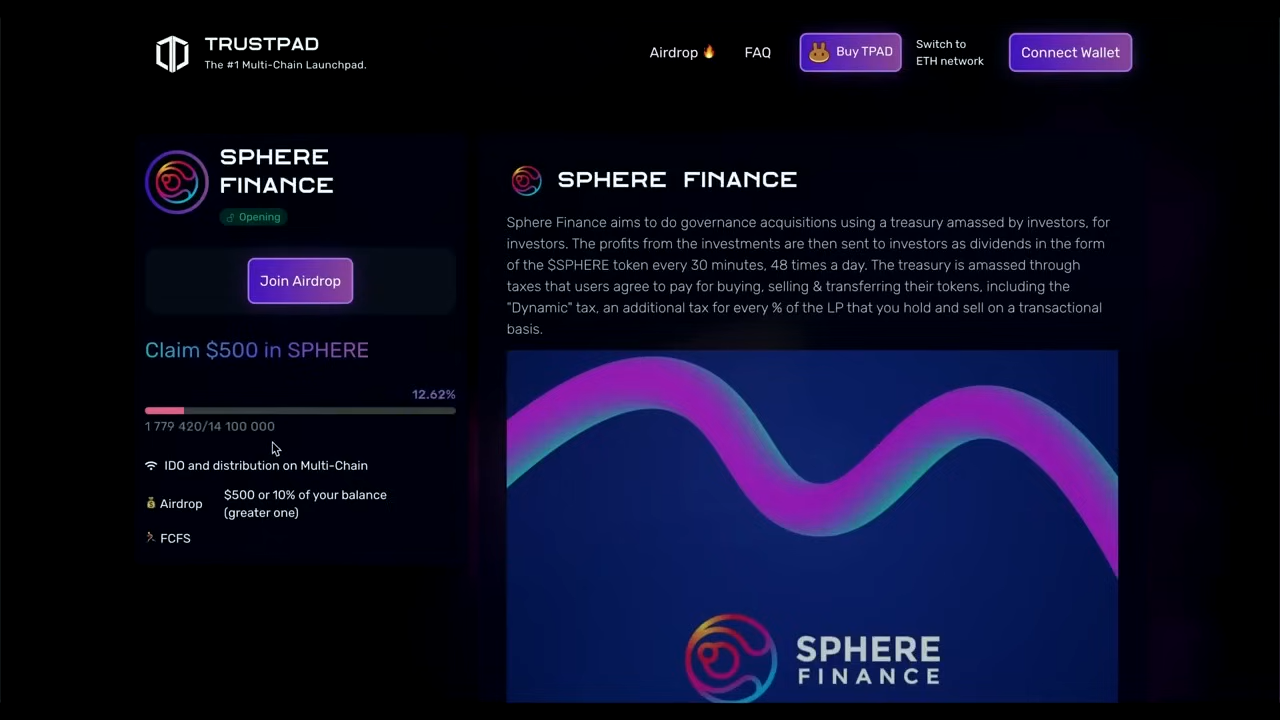 TRUSTPAD
The #1 Multi-Chain Launchpad.
Airdrop
FAQ
Buy TPAD
Switch to
ETH network
Connect Wallet
SPHERE
FINANCE
Opening
Join Airdrop
Claim $500 in SPHERE
12.62%
1 779 420/14 100 000
IDO and distribution on Multi-Chain
Airdrop
$500 or 10% of your balance
(greater one)
FCFS
SPHERE FINANCE
Sphere Finance aims to do governance acquisitions using a treasury amassed by investors, for
investors. The profits from the investments are then sent to investors as dividends in the form
of the $SPHERE token every 30 minutes, 48 times a day. The treasury is amassed through
taxes that users agree to pay for buying, selling & transferring their tokens, including the
"Dynamic" tax, an additional tax for every % of the LP that you hold and sell on a transactional
basis.
SPHERE
FINANCE